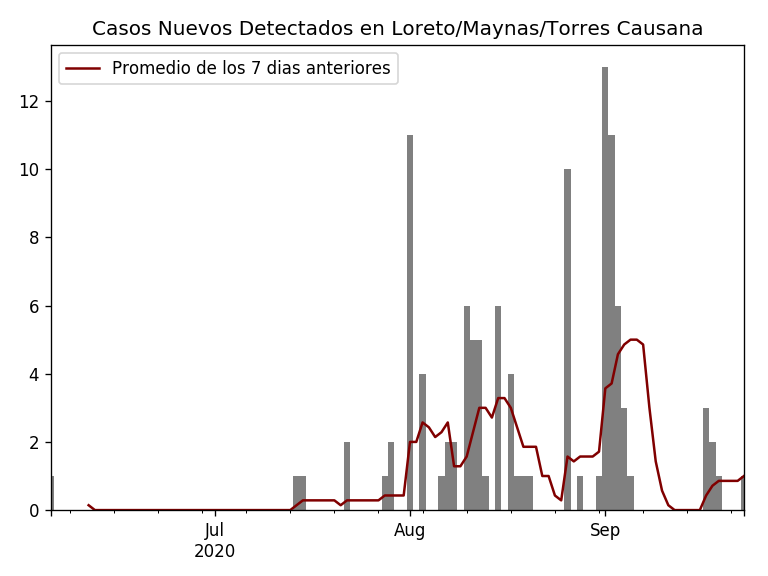 Casos Nuevos Detectados en Loreto/Maynas/Torres Causana
Promedio de los 7 dias anteriores
12
10
8
6
4
2
0
Jul
2020
Aug
Sep